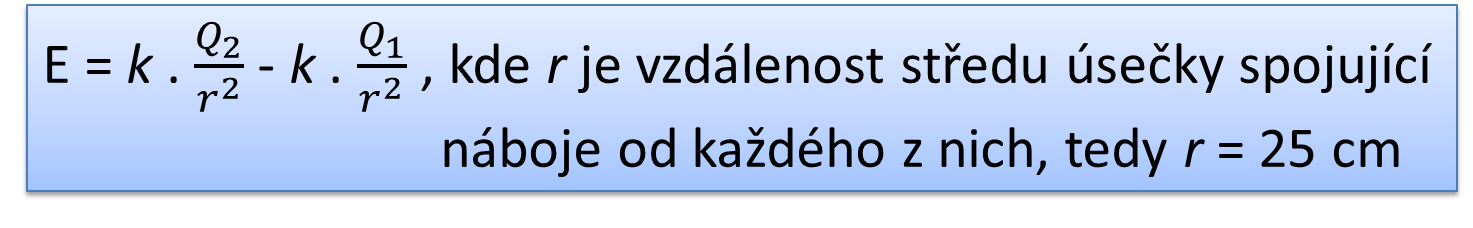 E = k . Q₂/r² - k . Q₁/r² , kde r je vzdálenost středu úsečky spojující
náboje od každého z nich, tedy r = 25 cm